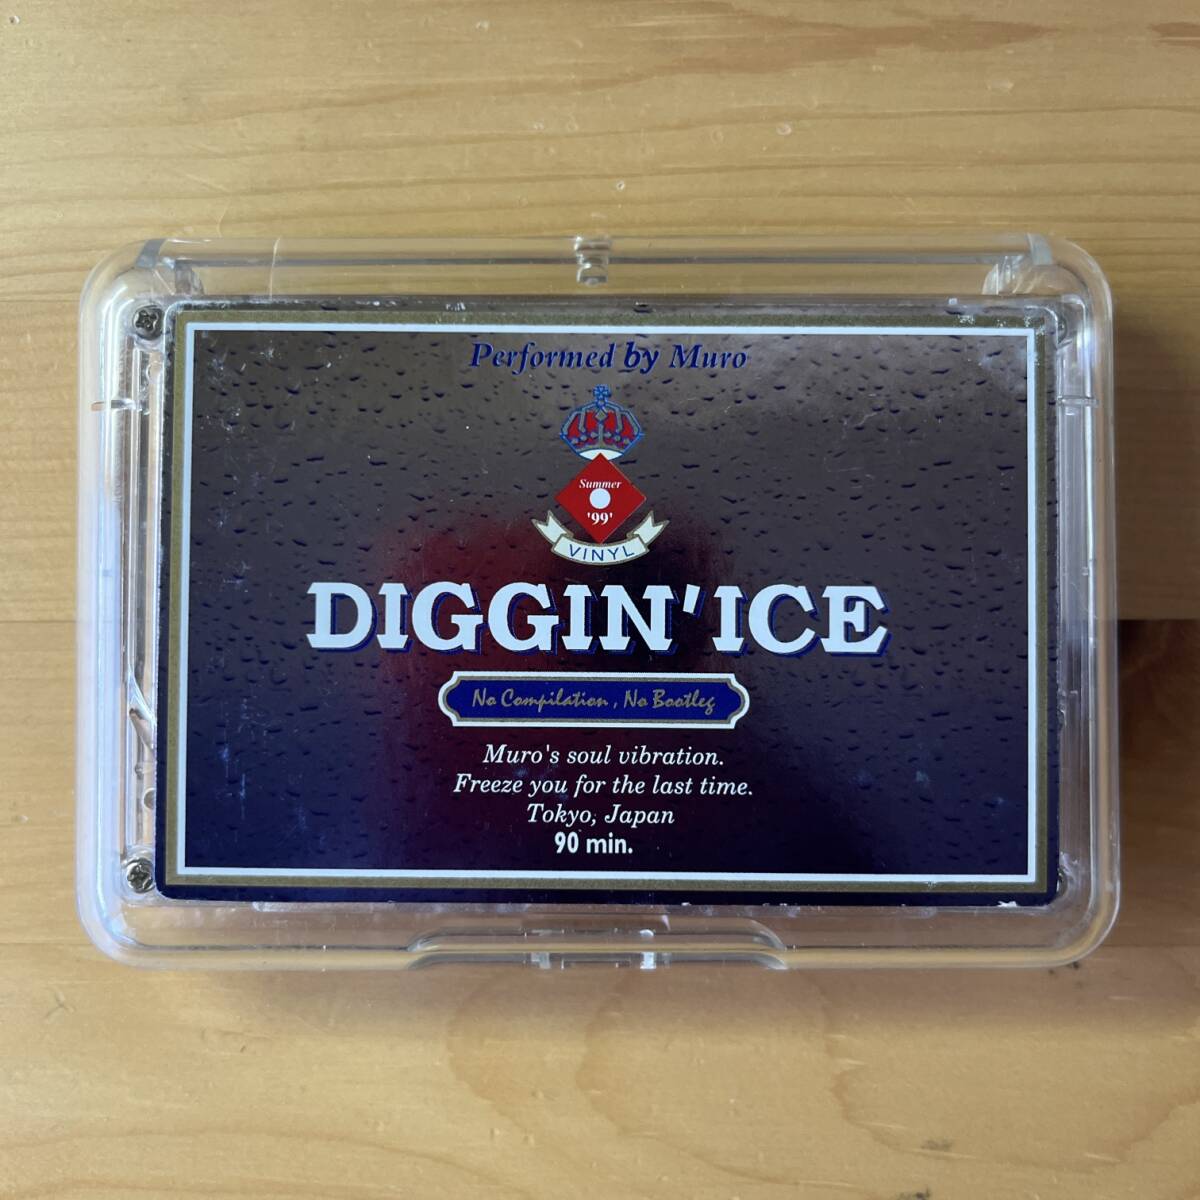 Performed by Muro
Summer
'99'
VINYL
DIGGIN' ICE
No Compilation, No Bootleg
Muro's soul vibration.
Freeze you for the last time.
Tokyo, Japan
90 min.